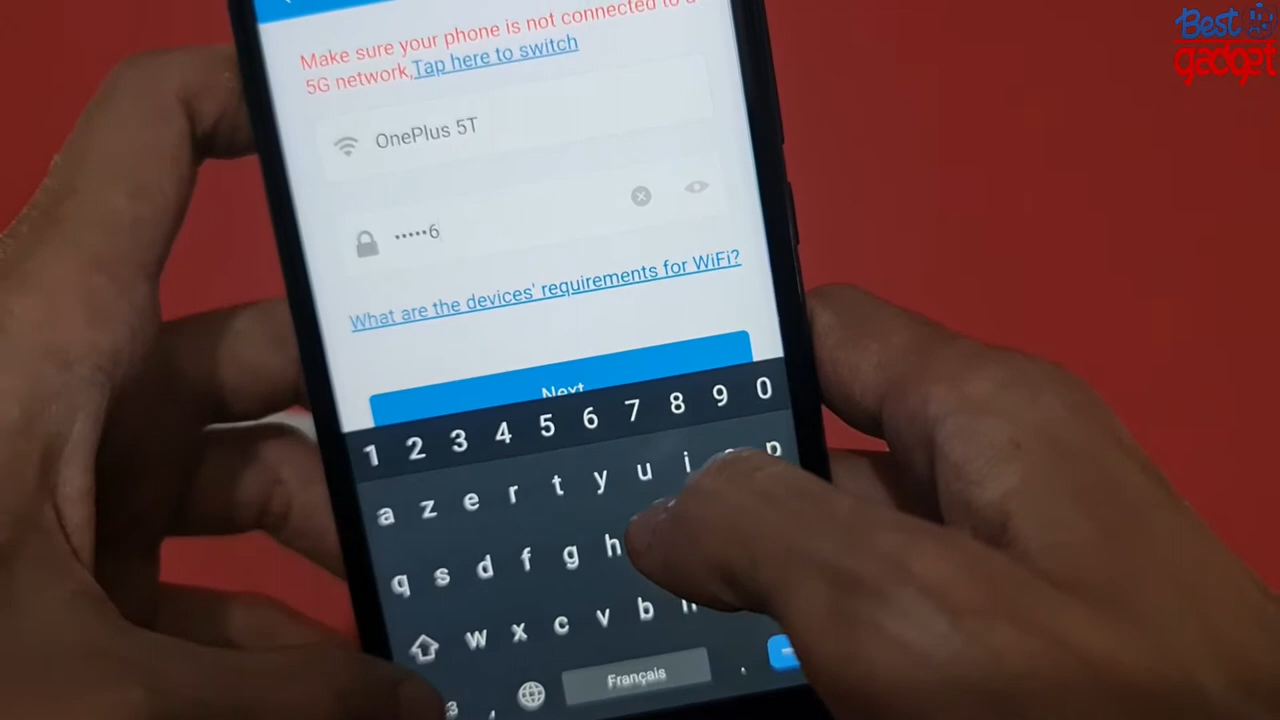 Best
gadget
Make sure your phone is not connected to a
5G network,Tap here to switch
OnePlus 5T
•••••6
What are the devices' requirements for WiFi?
Next
1 2 3 4 5 6 7 8 9 0
a z e r t y u i p
q s d f g h
w x c v b n
Français